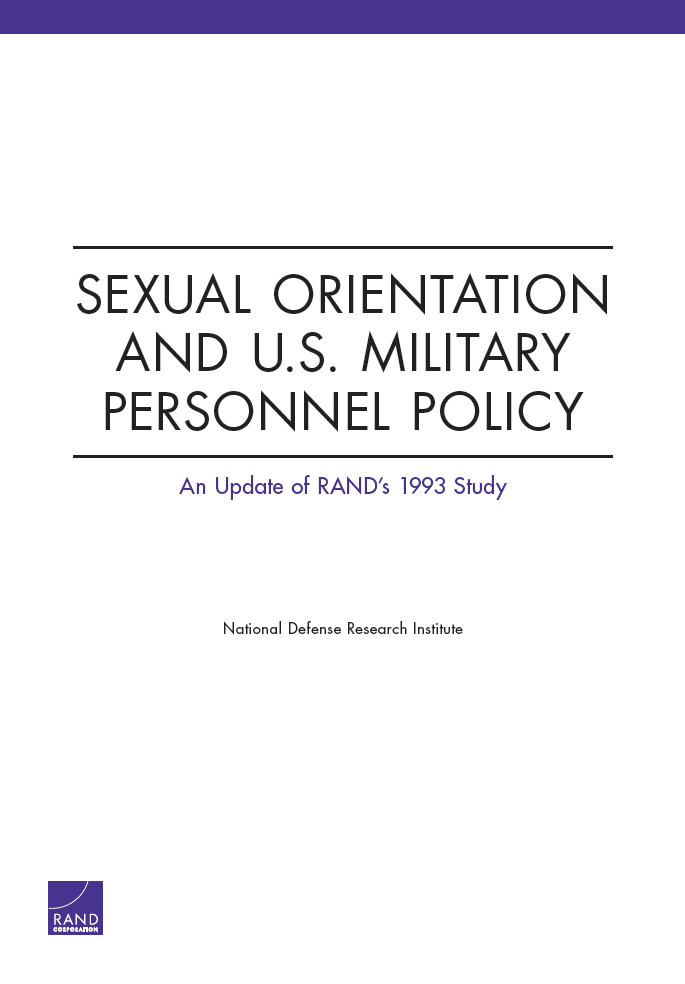 SEXUAL ORIENTATION
AND U.S. MILITARY
PERSONNEL POLICY
An Update of RAND’s 1993 Study
National Defense Research Institute
RAND
CORPORATION